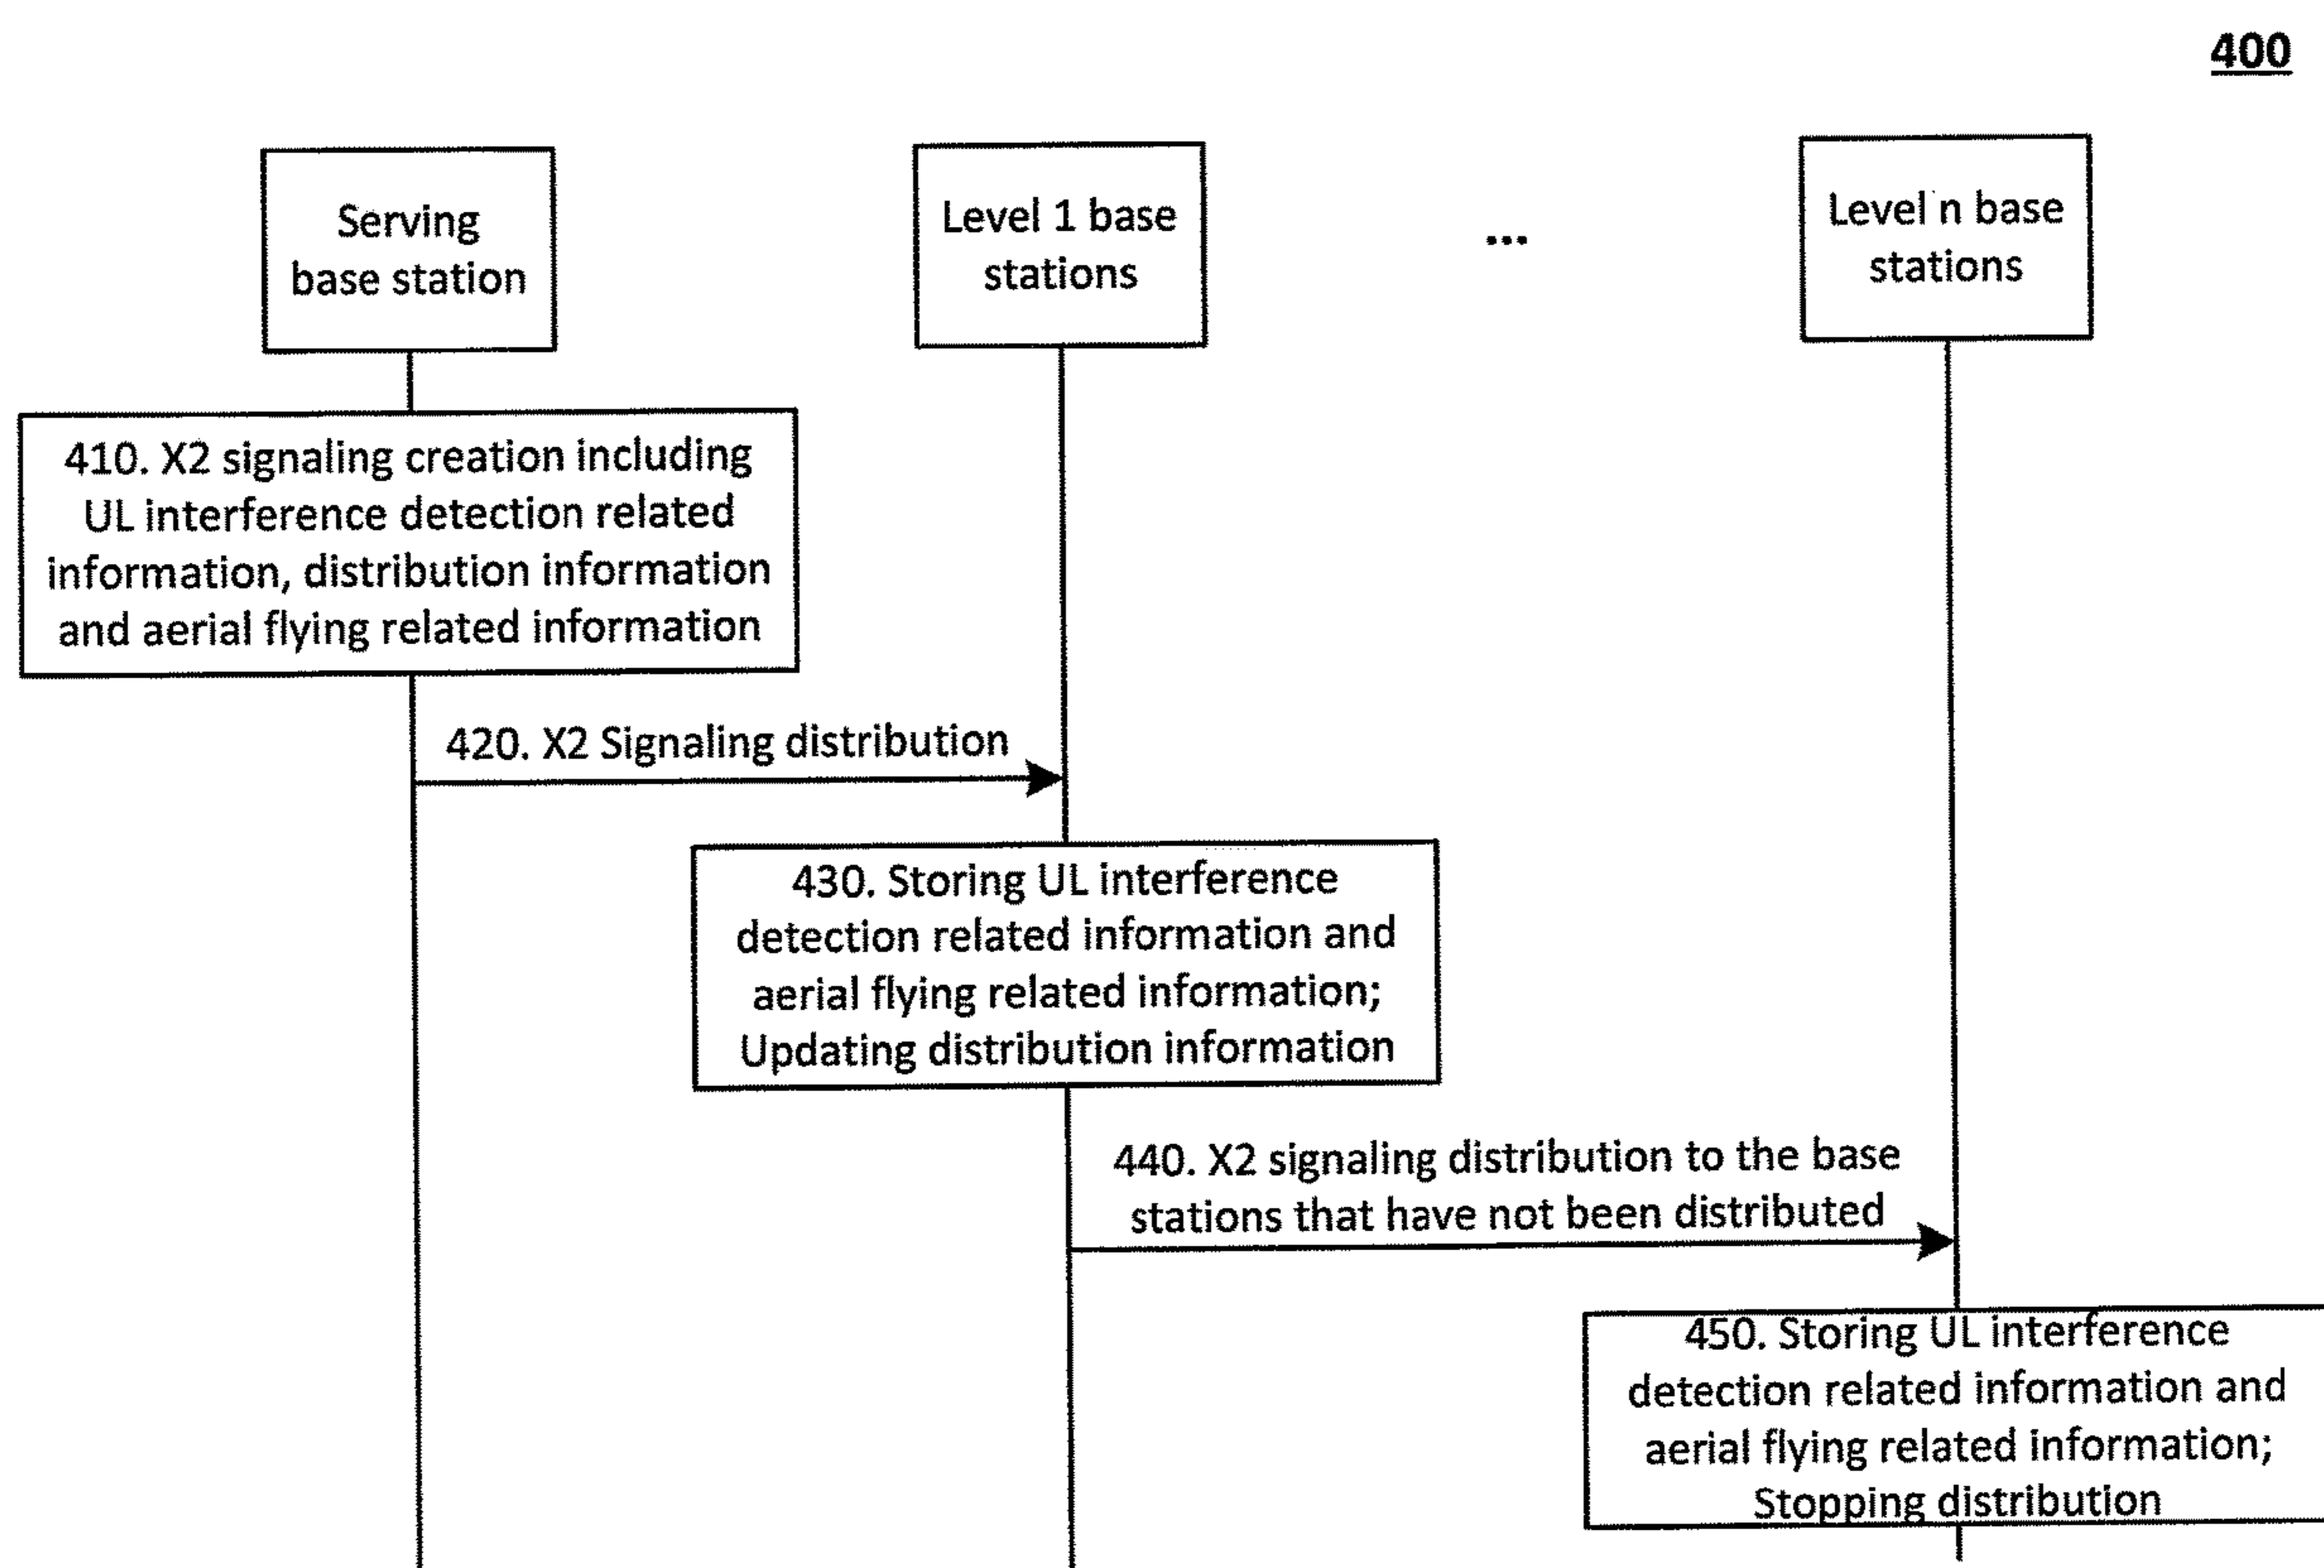 400
Serving
base station
Level 1 base
stations
...
Level n base
stations
410. X2 signaling creation including
UL interference detection related
information, distribution information
and aerial flying related information
420. X2 Signaling distribution
430. Storing UL interference
detection related information and
aerial flying related information;
Updating distribution information
440. X2 signaling distribution to the base
stations that have not been distributed
450. Storing UL interference
detection related information and
aerial flying related information;
Stopping distribution